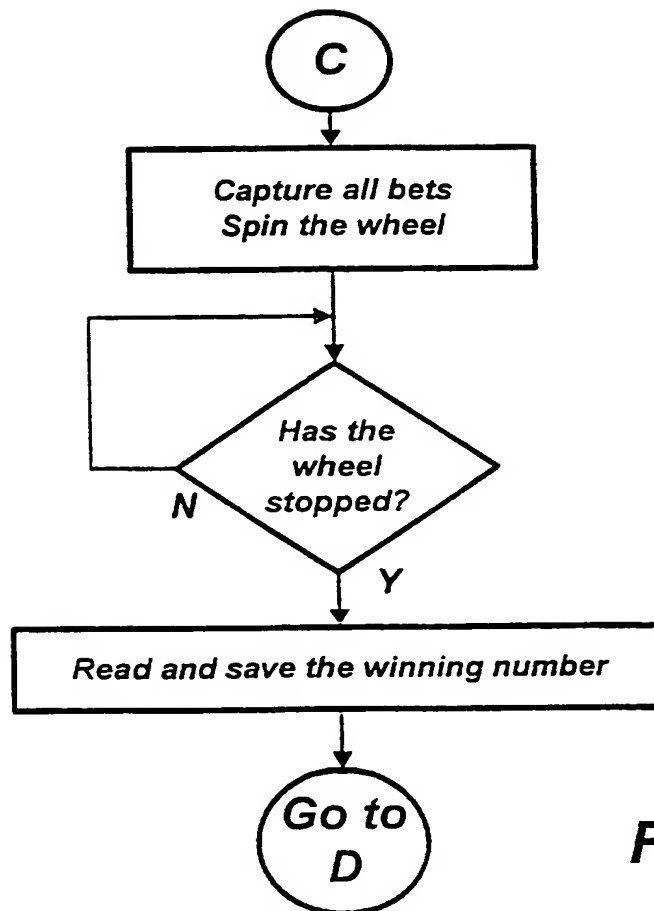 C
Capture all bets
Spin the wheel
Has the
wheel
stopped?
N
Y
Read and save the winning number
Go to
D